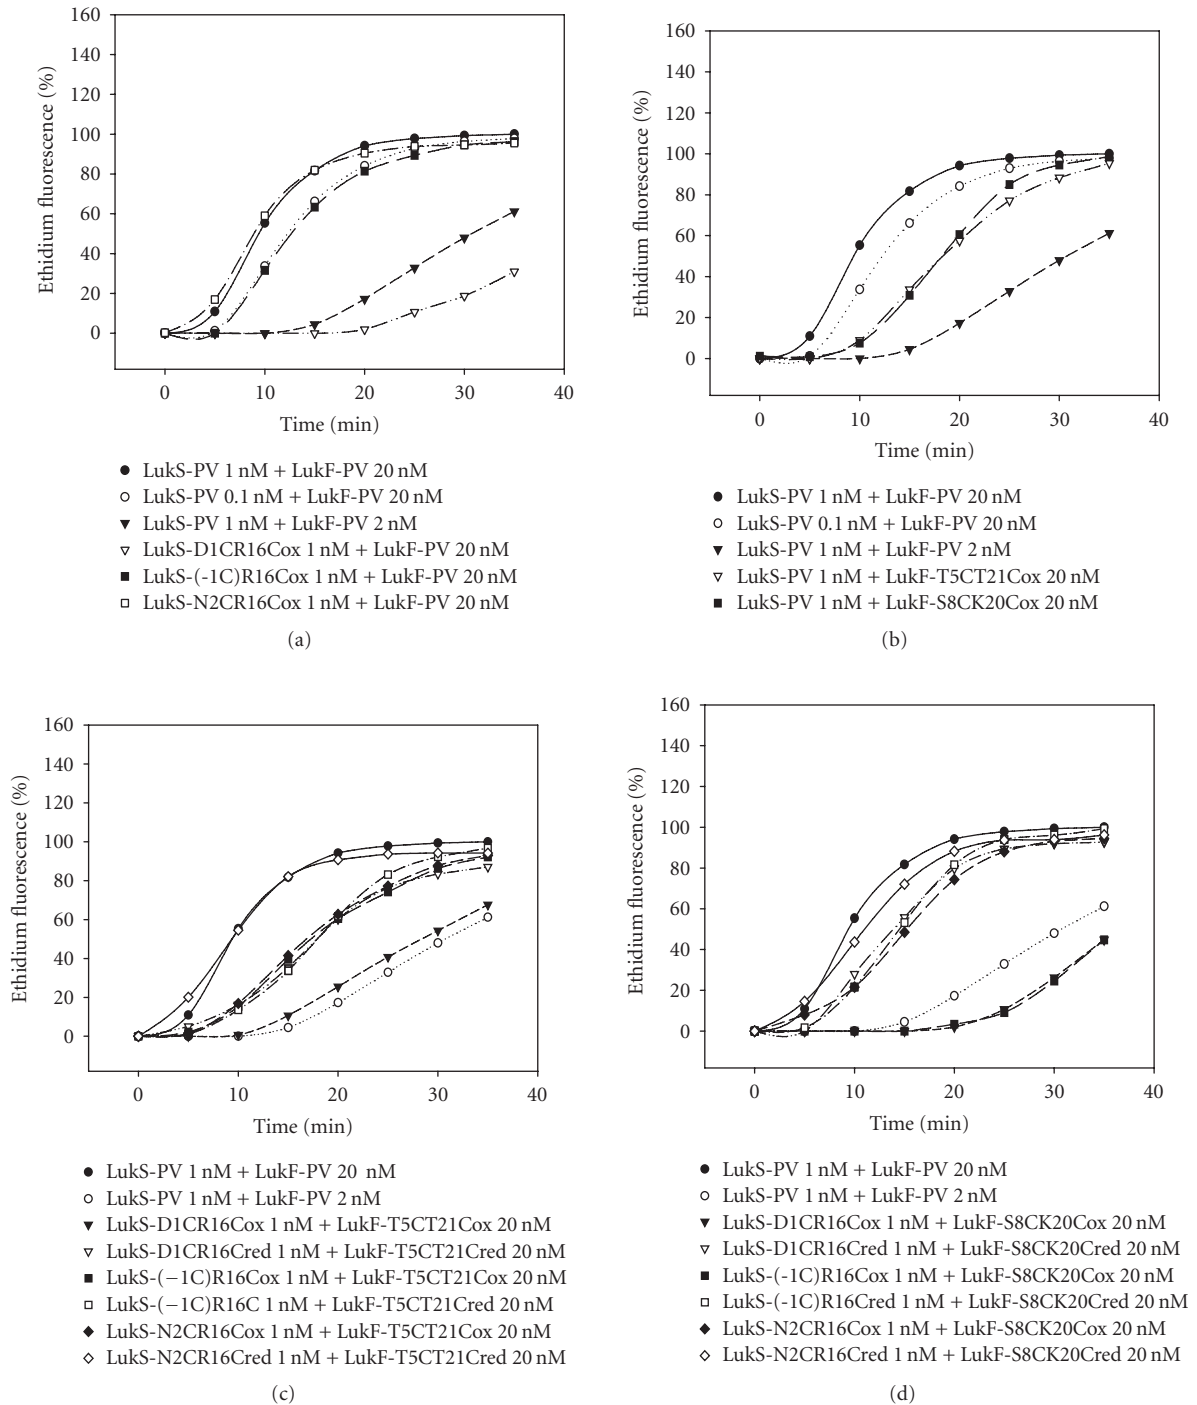 160
140
120
100
80
60
40
20
0
Ethidium fluorescence (%)
0 10 20 30 40
Time (min)
LukS-PV 1 nM + LukF-PV 20 nM
LukS-PV 0.1 nM + LukF-PV 20 nM
LukS-PV 1 nM + LukF-PV 2 nM
LukS-D1CR16Cox 1 nM + LukF-PV 20 nM
LukS-(-1C)R16Cox 1 nM + LukF-PV 20 nM
LukS-N2CR16Cox 1 nM + LukF-PV 20 nM
(a)
160
140
120
100
80
60
40
20
0
Ethidium fluorescence (%)
0 10 20 30 40
Time (min)
LukS-PV 1 nM + LukF-PV 20 nM
LukS-PV 0.1 nM + LukF-PV 20 nM
LukS-PV 1 nM + LukF-PV 2 nM
LukS-PV 1 nM + LukF-T5CT21Cox 20 nM
LukS-PV 1 nM + LukF-S8CK20Cox 20 nM
(b)
160
140
120
100
80
60
40
20
0
Ethidium fluorescence (%)
0 10 20 30 40
Time (min)
LukS-PV 1 nM + LukF-PV 20 nM
LukS-PV 1 nM + LukF-PV 2 nM
LukS-D1CR16Cox 1 nM + LukF-T5CT21Cox 20 nM
LukS-D1CR16Cred 1 nM + LukF-T5CT21Cred 20 nM
LukS-(−1C)R16Cox 1 nM + LukF-T5CT21Cox 20 nM
LukS-(−1C)R16C 1 nM + LukF-T5CT21Cred 20 nM
LukS-N2CR16Cox 1 nM + LukF-T5CT21Cox 20 nM
LukS-N2CR16Cred 1 nM + LukF-T5CT21Cred 20 nM
(c)
160
140
120
100
80
60
40
20
0
Ethidium fluorescence (%)
0 10 20 30 40
Time (min)
LukS-PV 1 nM + LukF-PV 20 nM
LukS-PV 1 nM + LukF-PV 2 nM
LukS-D1CR16Cox 1 nM + LukF-S8CK20Cox 20 nM
LukS-D1CR16Cred 1 nM + LukF-S8CK20Cred 20 nM
LukS-(-1C)R16Cox 1 nM + LukF-S8CK20Cox 20 nM
LukS-(-1C)R16Cred 1 nM + LukF-S8CK20Cred 20 nM
LukS-N2CR16Cox 1 nM + LukF-S8CK20Cox 20 nM
LukS-N2CR16Cred 1 nM + LukF-S8CK20Cred 20 nM
(d)